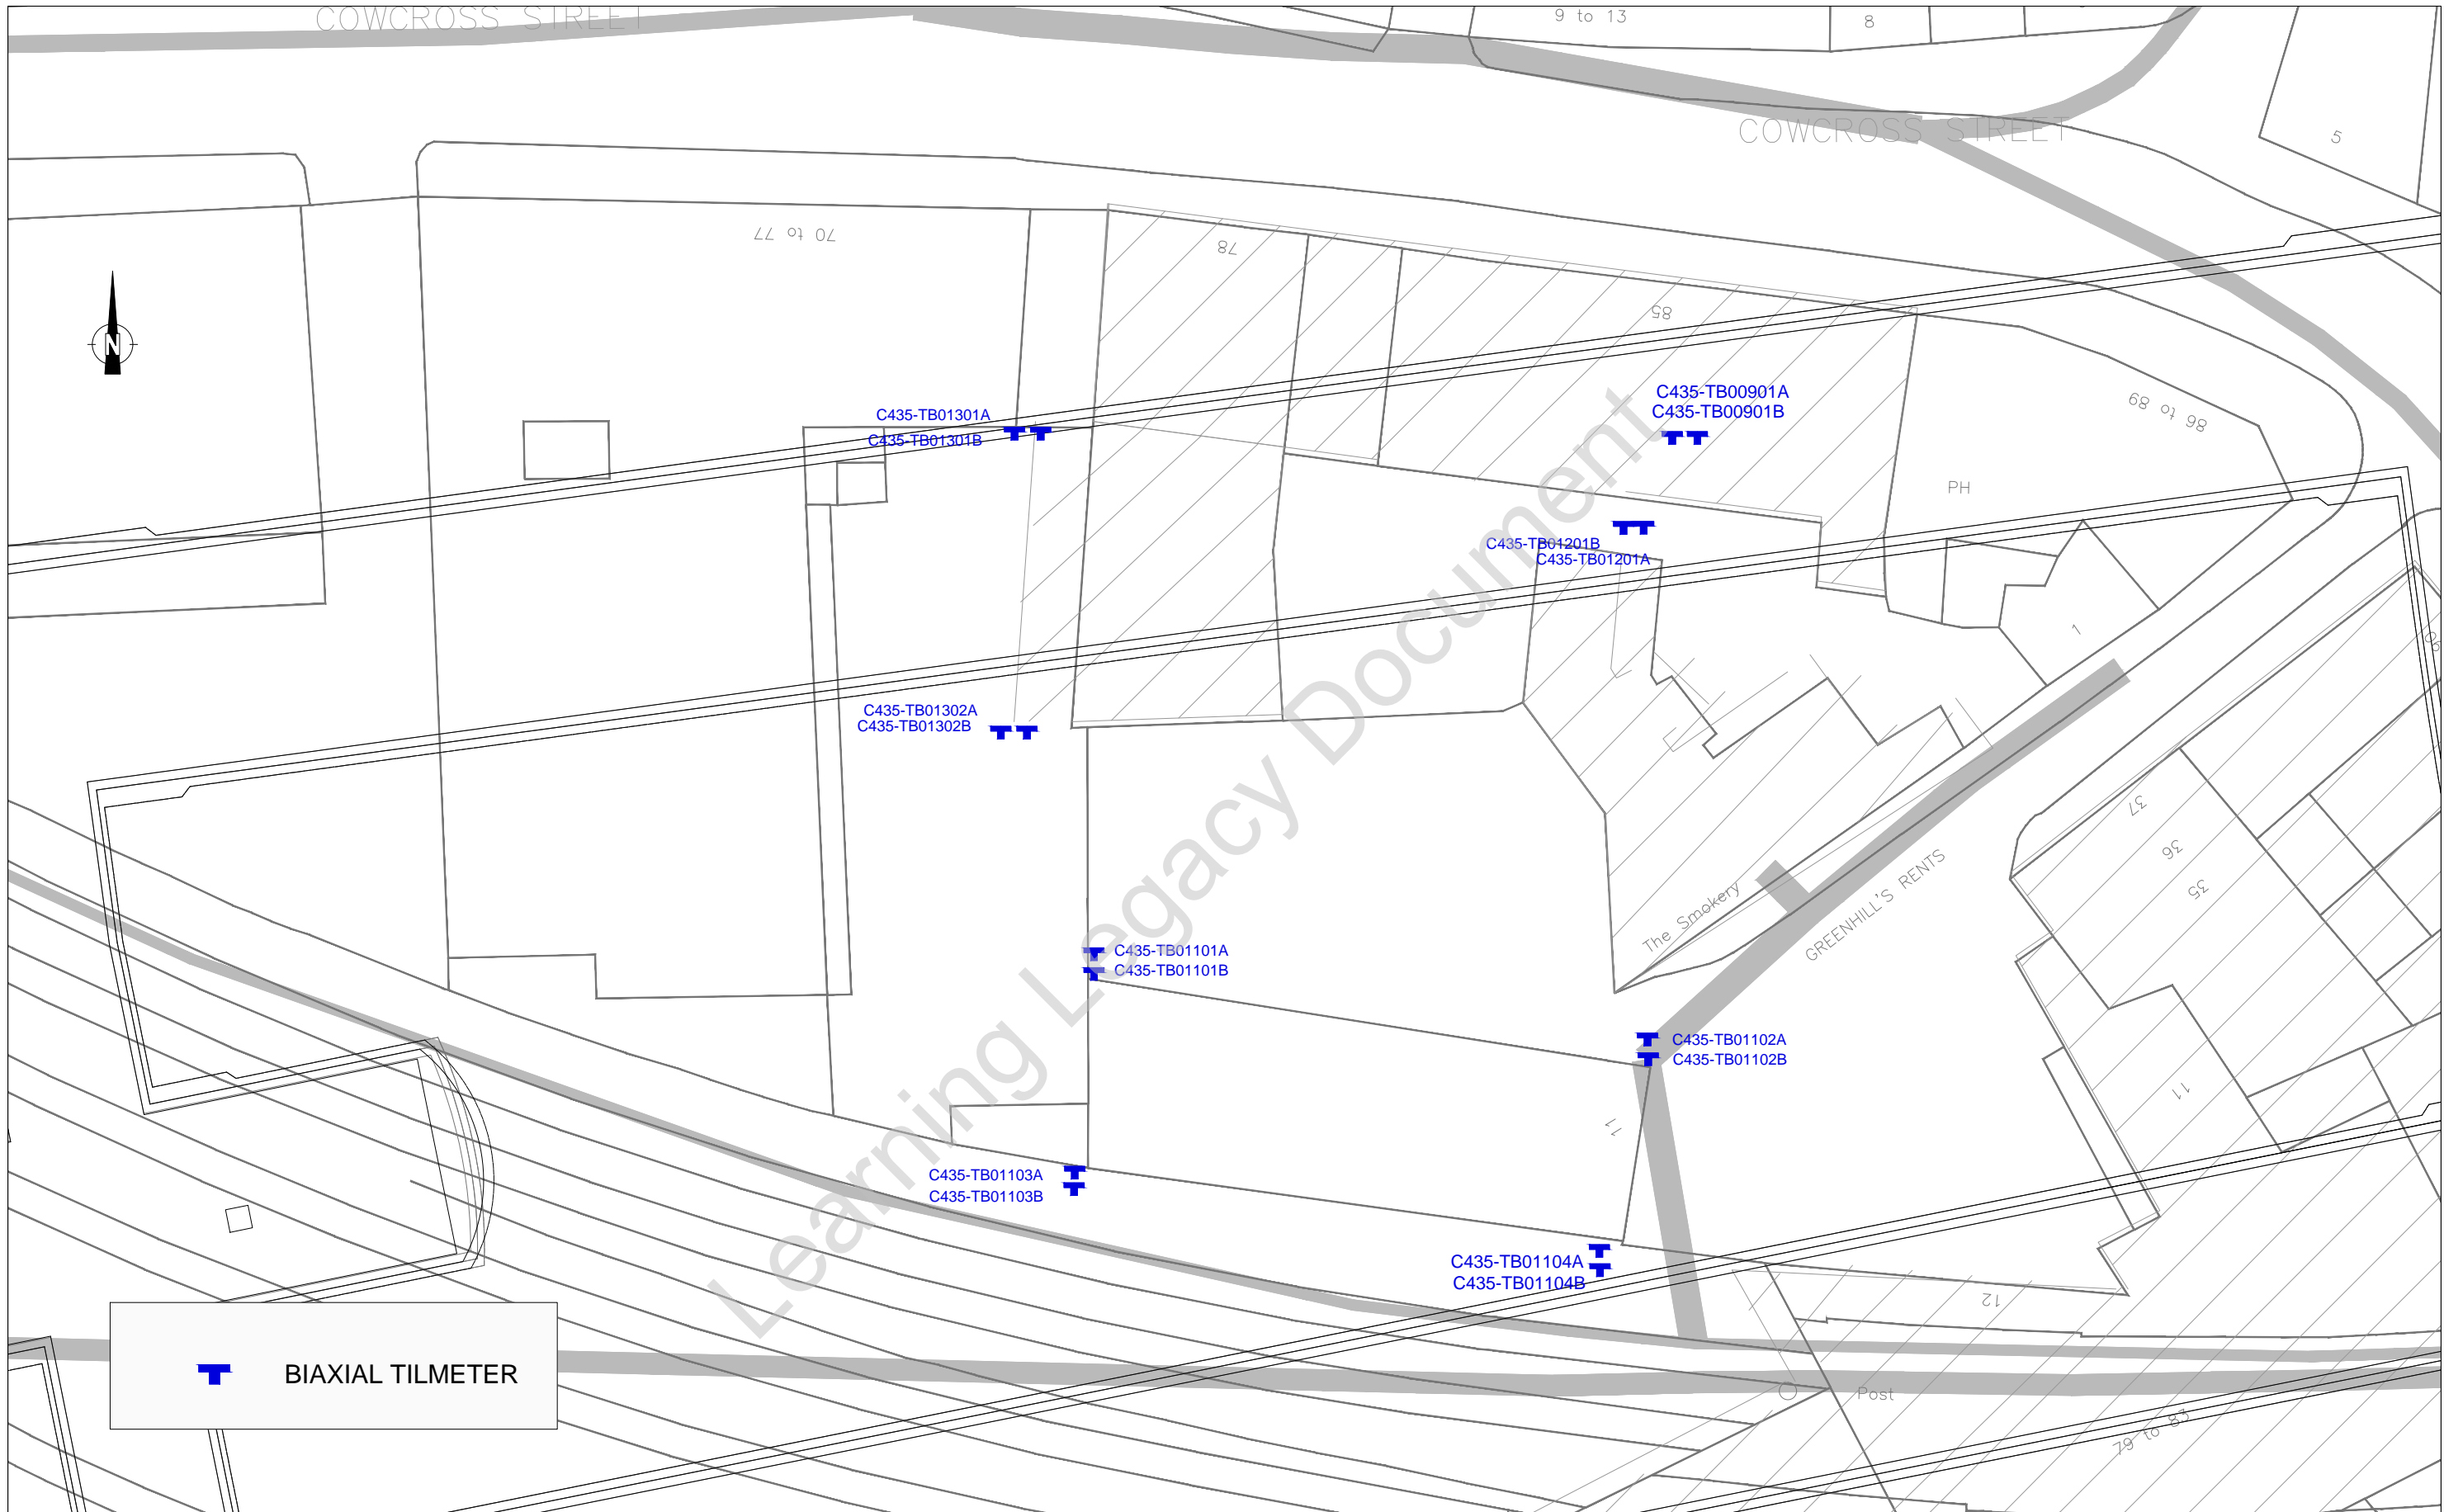 COWCROSS STREET
9 to 13
8
COWCROSS STREET
5
70 to 77
78
85
N
C435-TB01301A
C435-TB01301B
C435-TB00901A
C435-TB00901B
86 to 89
PH
C435-TB01201B
C435-TB01201A
1
C435-TB01302A
C435-TB01302B
37
36
35
The Smokery
GREENHILL'S RENTS
C435-TB01101A
C435-TB01101B
C435-TB01102A
C435-TB01102B
11
11
C435-TB01103A
C435-TB01103B
C435-TB01104A
C435-TB01104B
12
BIAXIAL TILMETER
Post
79 to 83
Learning Legacy Document